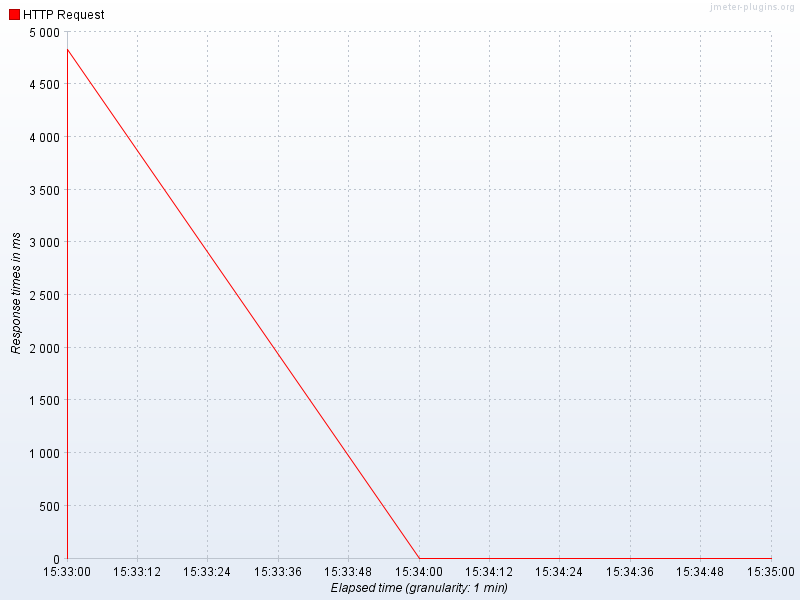 jmeter-plugins.org
HTTP Request
5 000
4 500
4 000
3 500
3 000
2 500
2 000
1 500
1 000
500
0
Response times in ms
15:33:00 15:33:12 15:33:24 15:33:36 15:33:48 15:34:00 15:34:12 15:34:24 15:34:36 15:34:48 15:35:00
Elapsed time (granularity: 1 min)